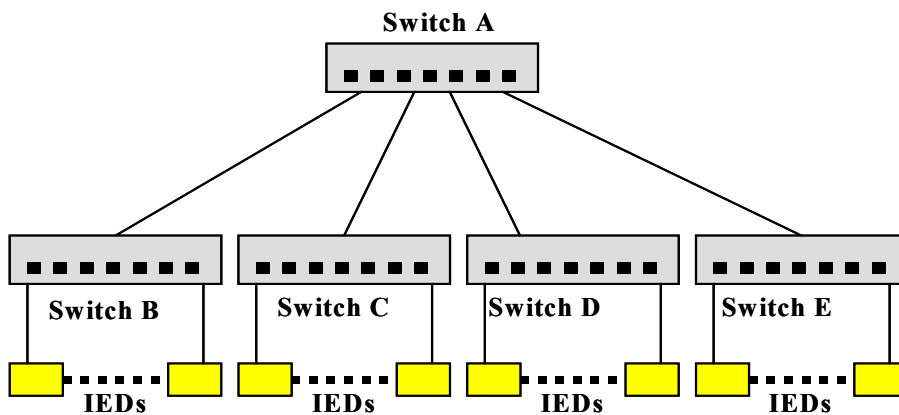 Switch A
Switch B
Switch C
Switch D
Switch E
IEDs
IEDs
IEDs
IEDs